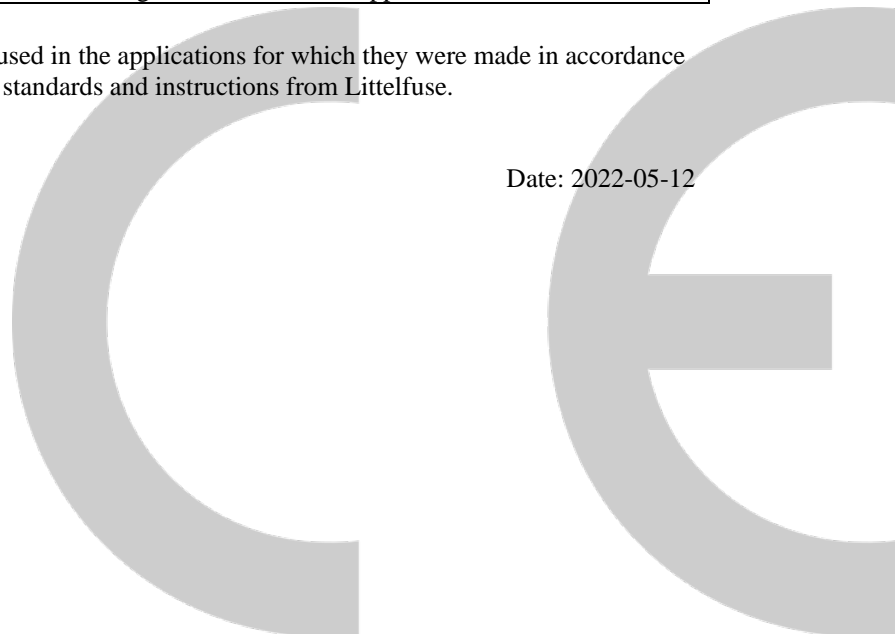 used in the applications for which they were made in accordance
standards and instructions from Littelfuse.
Date: 2022-05-12
CE